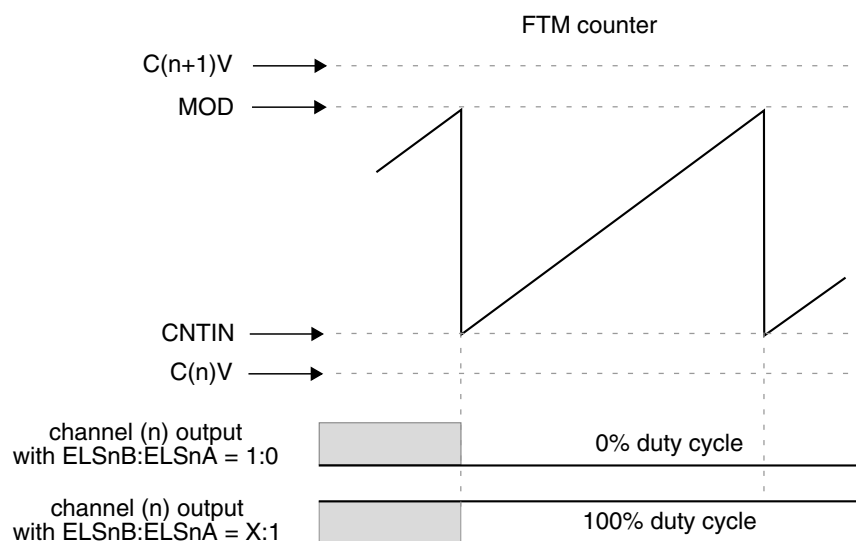 FTM counter
C(n+1)V
MOD
CNTIN
C(n)V
channel (n) output
with ELSnB:ELSnA = 1:0
0% duty cycle
channel (n) output
with ELSnB:ELSnA = X:1
100% duty cycle